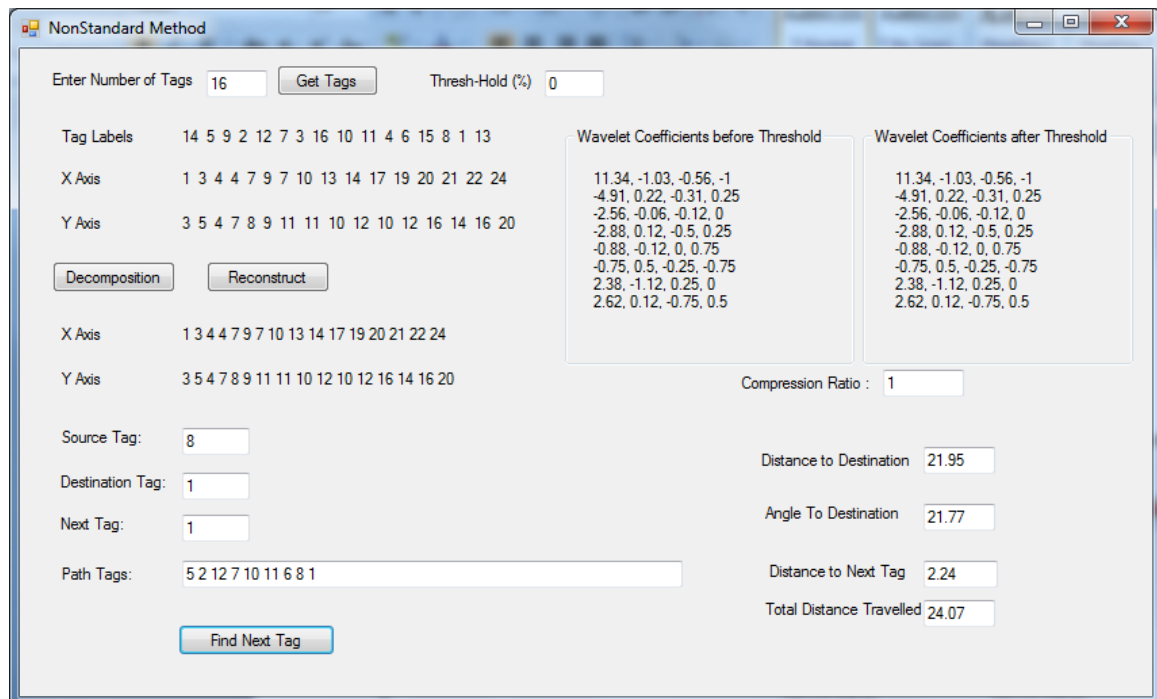 NonStandard Method
Enter Number of Tags 16 Get Tags Thresh-Hold (%) 0
Tag Labels 14 5 9 2 12 7 3 16 10 11 4 6 15 8 1 13
X Axis 1 3 4 4 7 9 7 10 13 14 17 19 20 21 22 24
Y Axis 3 5 4 7 8 9 11 11 10 12 10 12 16 14 16 20
Wavelet Coefficients before Threshold
11.34, -1.03, -0.56, -1
-4.91, 0.22, -0.31, 0.25
-2.56, -0.06, -0.12, 0
-2.88, 0.12, -0.5, 0.25
-0.88, -0.12, 0, 0.75
-0.75, 0.5, -0.25, -0.75
2.38, -1.12, 0.25, 0
2.62, 0.12, -0.75, 0.5
Wavelet Coefficients after Threshold
11.34, -1.03, -0.56, -1
-4.91, 0.22, -0.31, 0.25
-2.56, -0.06, -0.12, 0
-2.88, 0.12, -0.5, 0.25
-0.88, -0.12, 0, 0.75
-0.75, 0.5, -0.25, -0.75
2.38, -1.12, 0.25, 0
2.62, 0.12, -0.75, 0.5
Decomposition Reconstruct
X Axis 1 3 4 4 7 9 7 10 13 14 17 19 20 21 22 24
Y Axis 3 5 4 7 8 9 11 11 10 12 10 12 16 14 16 20
Compression Ratio : 1
Source Tag: 8
Destination Tag: 1
Next Tag: 1
Path Tags: 5 2 12 7 10 11 6 8 1
Find Next Tag
Distance to Destination 21.95
Angle To Destination 21.77
Distance to Next Tag 2.24
Total Distance Travelled 24.07